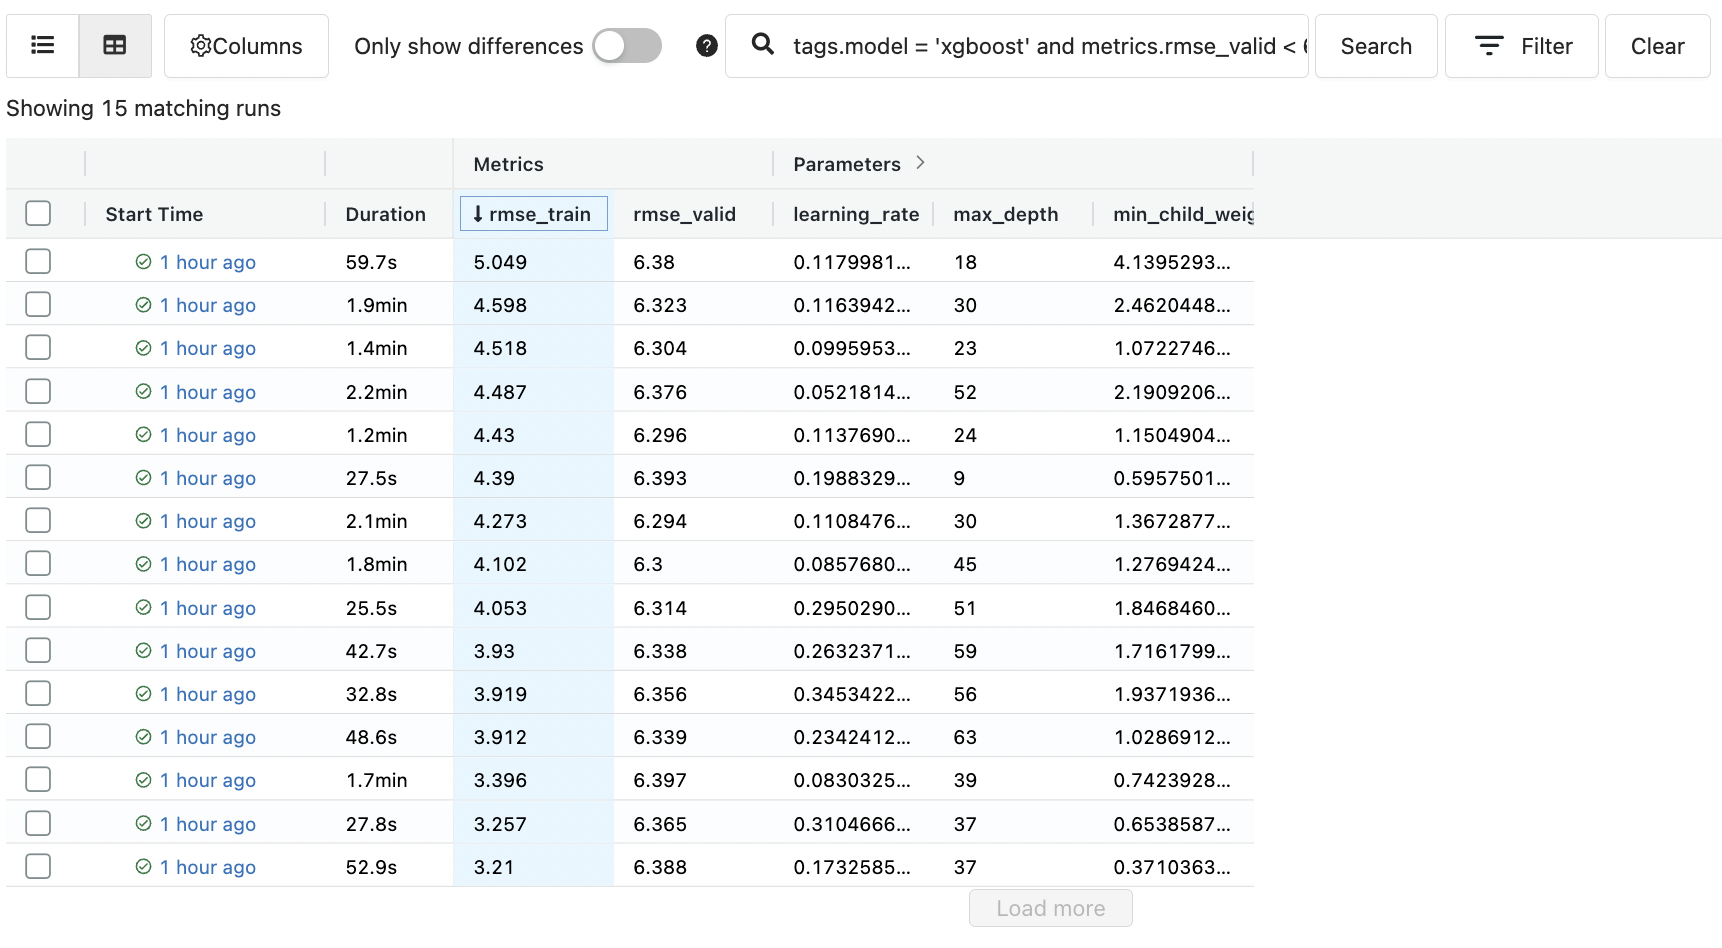 Columns Only show differences ? tags.model = 'xgboost' and metrics.rmse_valid < 6 Search Filter Clear
Showing 15 matching runs
Metrics Parameters >
Start Time Duration ↓ rmse_train rmse_valid learning_rate max_depth min_child_weig
1 hour ago 59.7s 5.049 6.38 0.1179981... 18 4.1395293...
1 hour ago 1.9min 4.598 6.323 0.1163942... 30 2.4620448...
1 hour ago 1.4min 4.518 6.304 0.0995953... 23 1.0722746...
1 hour ago 2.2min 4.487 6.376 0.0521814... 52 2.1909206...
1 hour ago 1.2min 4.43 6.296 0.1137690... 24 1.1504904...
1 hour ago 27.5s 4.39 6.393 0.1988329... 9 0.5957501...
1 hour ago 2.1min 4.273 6.294 0.1108476... 30 1.3672877...
1 hour ago 1.8min 4.102 6.3 0.0857680... 45 1.2769424...
1 hour ago 25.5s 4.053 6.314 0.2950290... 51 1.8468460...
1 hour ago 42.7s 3.93 6.338 0.2632371... 59 1.7161799...
1 hour ago 32.8s 3.919 6.356 0.3453422... 56 1.9371936...
1 hour ago 48.6s 3.912 6.339 0.2342412... 63 1.0286912...
1 hour ago 1.7min 3.396 6.397 0.0830325... 39 0.7423928...
1 hour ago 27.8s 3.257 6.365 0.3104666... 37 0.6538587...
1 hour ago 52.9s 3.21 6.388 0.1732585... 37 0.3710363...
Load more